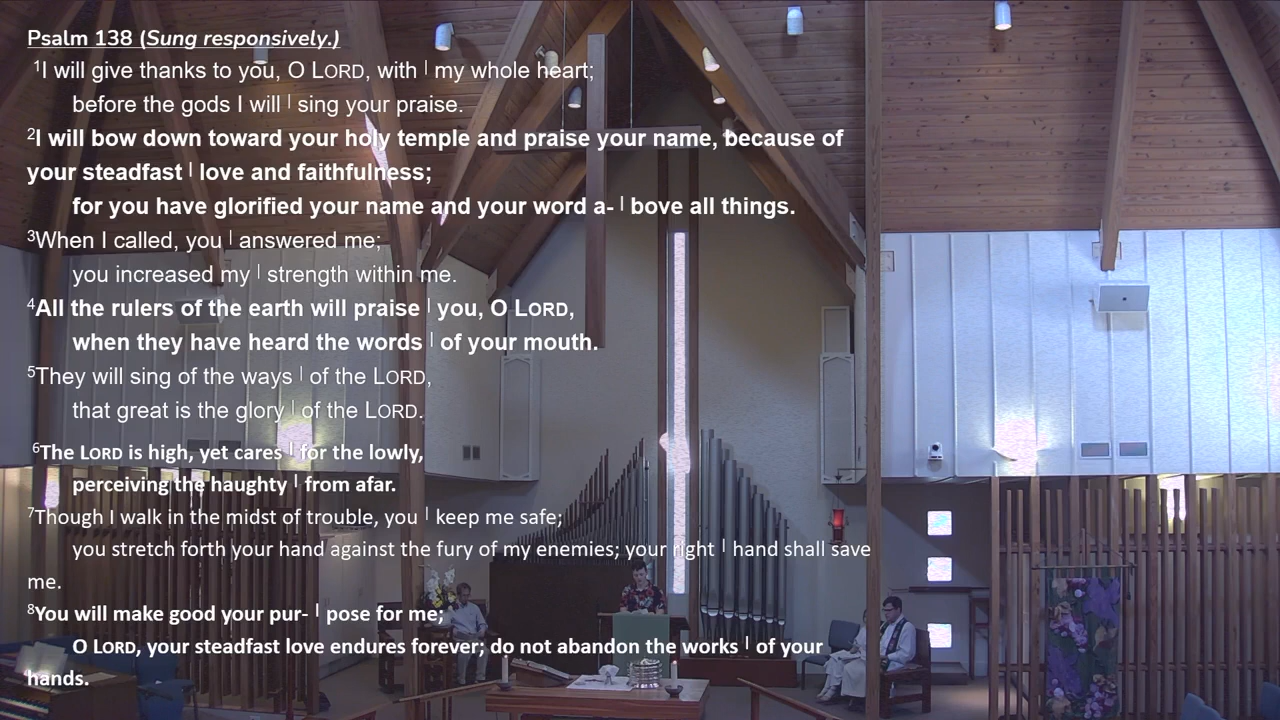 Psalm 138 (Sung responsively.)
1I will give thanks to you, O LORD, with | my whole heart;
before the gods I will | sing your praise.
2I will bow down toward your holy temple and praise your name, because of
your steadfast | love and faithfulness;
for you have glorified your name and your word a- | bove all things.
3When I called, you | answered me;
you increased my | strength within me.
4All the rulers of the earth will praise | you, O LORD,
when they have heard the words | of your mouth.
5They will sing of the ways | of the LORD,
that great is the glory | of the LORD.
6The LORD is high, yet cares | for the lowly,
perceiving the haughty | from afar.
7Though I walk in the midst of trouble, you | keep me safe;
you stretch forth your hand against the fury of my enemies; your right | hand shall save
me.
8You will make good your pur- | pose for me;
O LORD, your steadfast love endures forever; do not abandon the works | of your
hands.